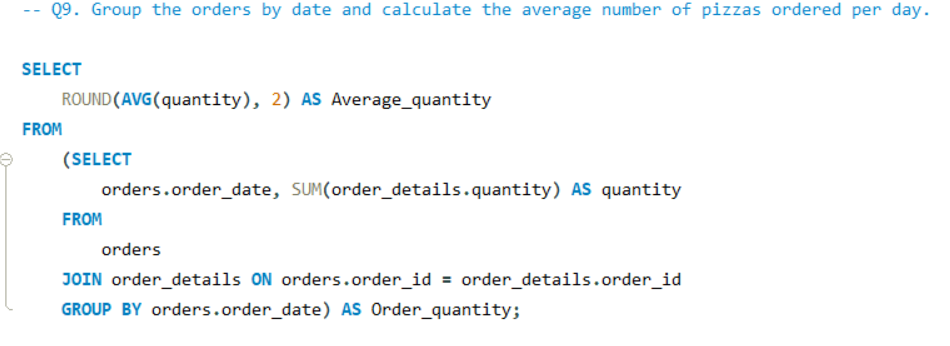 -- Q9. Group the orders by date and calculate the average number of pizzas ordered per day.
SELECT
ROUND(AVG(quantity), 2) AS Average_quantity
FROM
(SELECT
orders.order_date, SUM(order_details.quantity) AS quantity
FROM
orders
JOIN order_details ON orders.order_id = order_details.order_id
GROUP BY orders.order_date) AS Order_quantity;